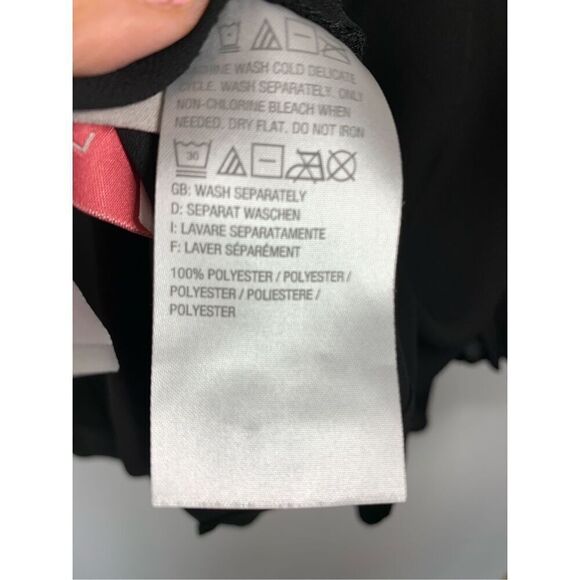 WASH COLD DELICATE
CYCLE. WASH SEPARATELY. ONLY
NON-CHLORINE BLEACH WHEN
NEEDED. DRY FLAT. DO NOT IRON
30
GB: WASH SEPARATELY
D: SEPARAT WASCHEN
I: LAVARE SEPARATAMENTE
F: LAVER SÉPARÉMENT
100% POLYESTER / POLYESTER /
POLYESTER / POLIESTERE /
POLYESTER